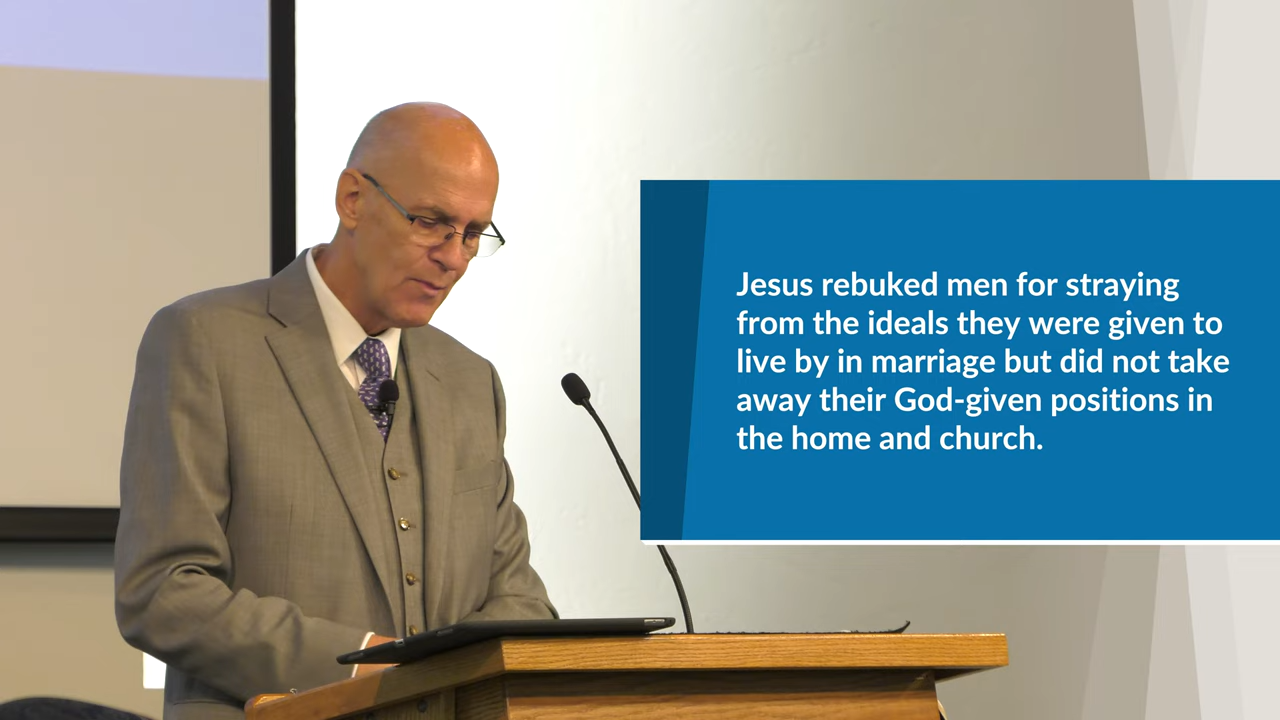 Jesus rebuked men for straying
from the ideals they were given to
live by in marriage but did not take
away their God-given positions in
the home and church.